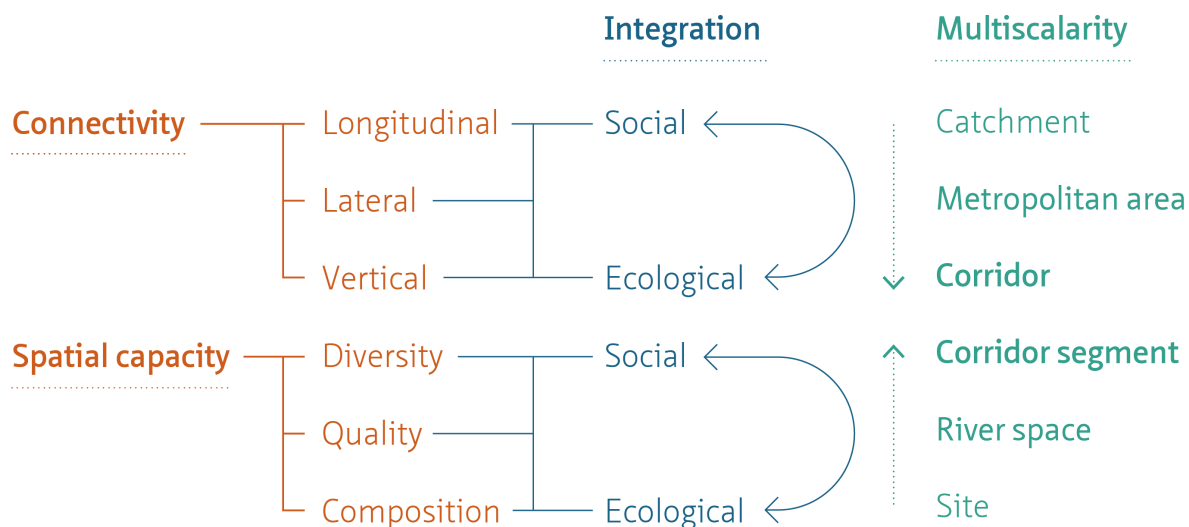 Integration
Multiscalarity
Connectivity
Longitudinal
Social
Catchment
Lateral
Metropolitan area
Vertical
Ecological
Corridor
Spatial capacity
Diversity
Social
Corridor segment
Quality
River space
Composition
Ecological
Site